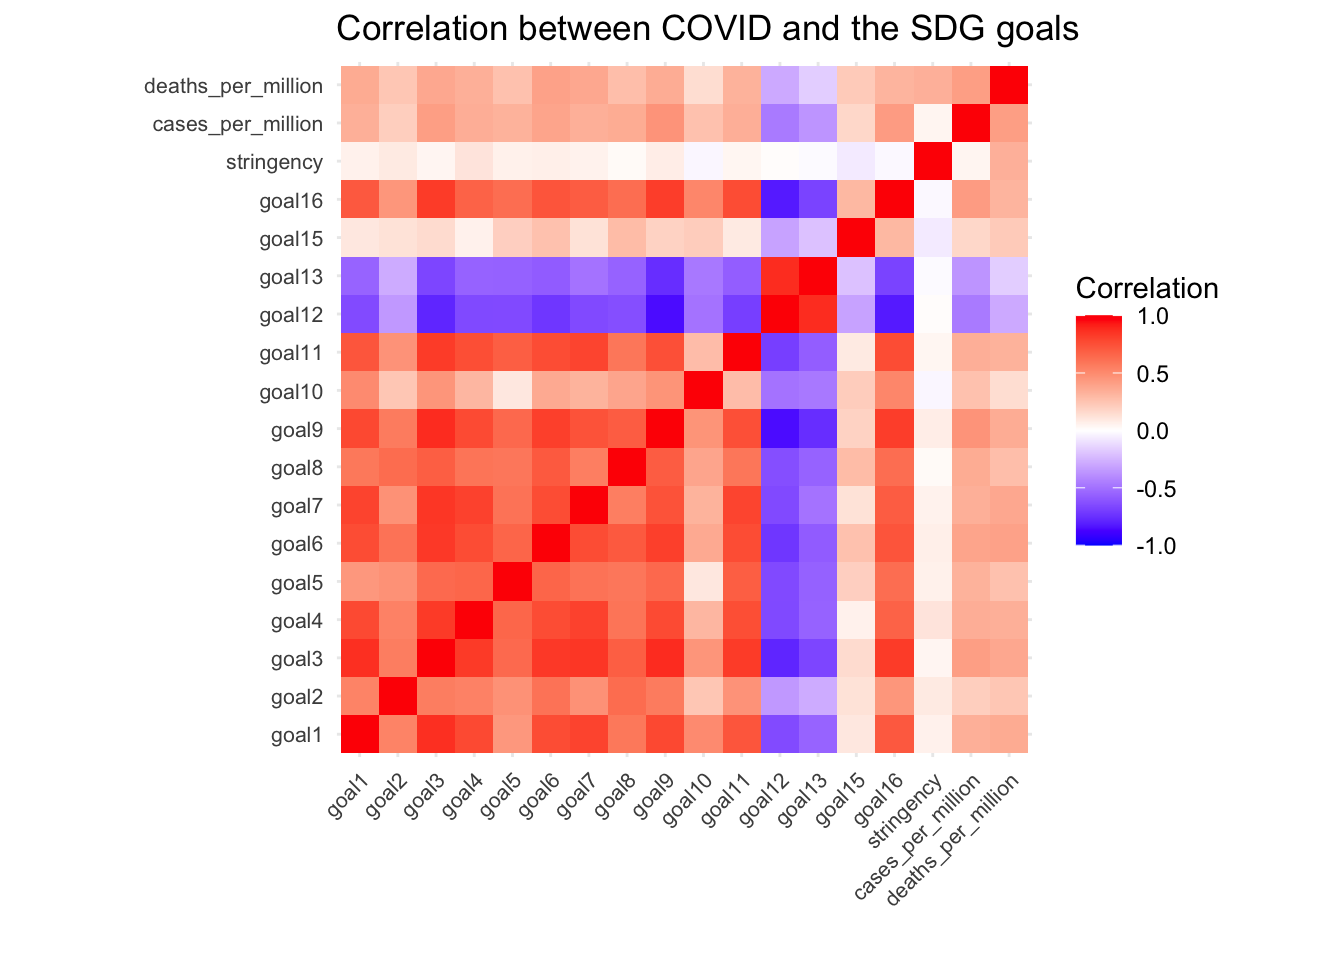 Correlation between COVID and the SDG goals
deaths_per_million
cases_per_million
stringency
goal16
goal15
goal13
goal12
goal11
goal10
goal9
goal8
goal7
goal6
goal5
goal4
goal3
goal2
goal1
goal1
goal2
goal3
goal4
goal5
goal6
goal7
goal8
goal9
goal10
goal11
goal12
goal13
goal15
goal16
stringency
cases_per_million
deaths_per_million
Correlation
1.0
0.5
0.0
-0.5
-1.0